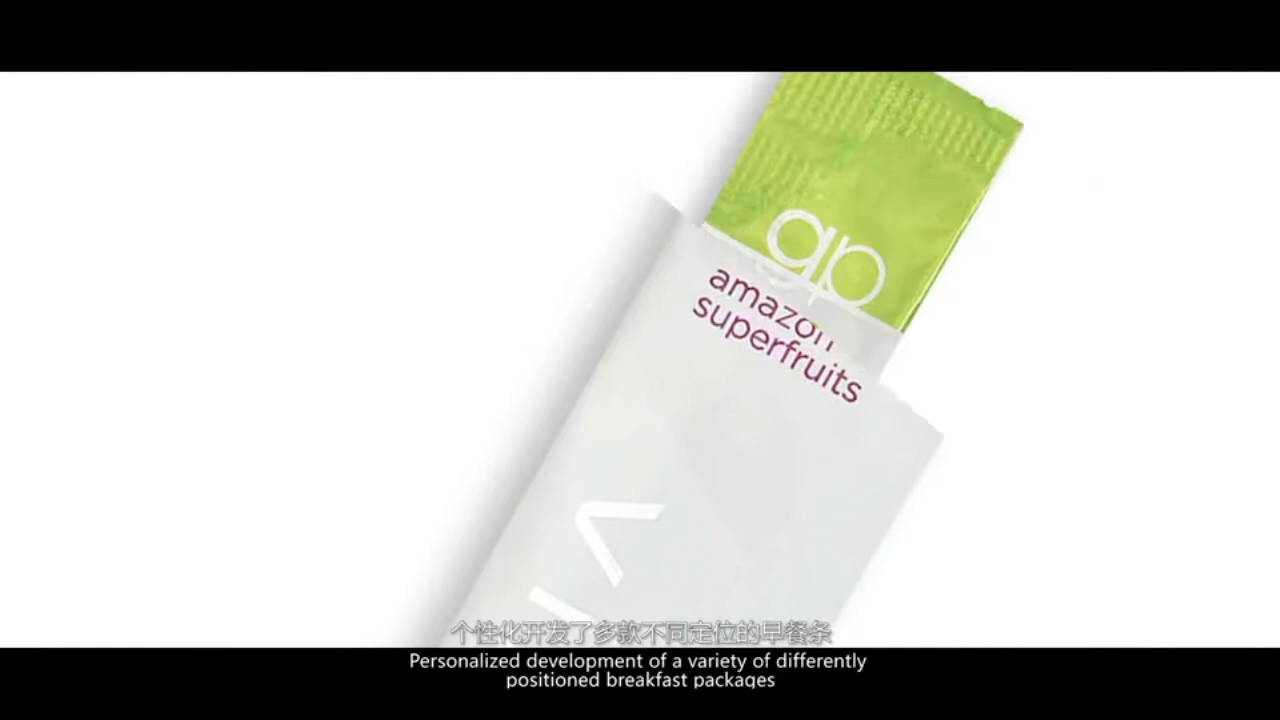 gp
amazon
superfruits
个性化开发了多款不同定位的早餐条
Personalized development of a variety of differently
positioned breakfast packages